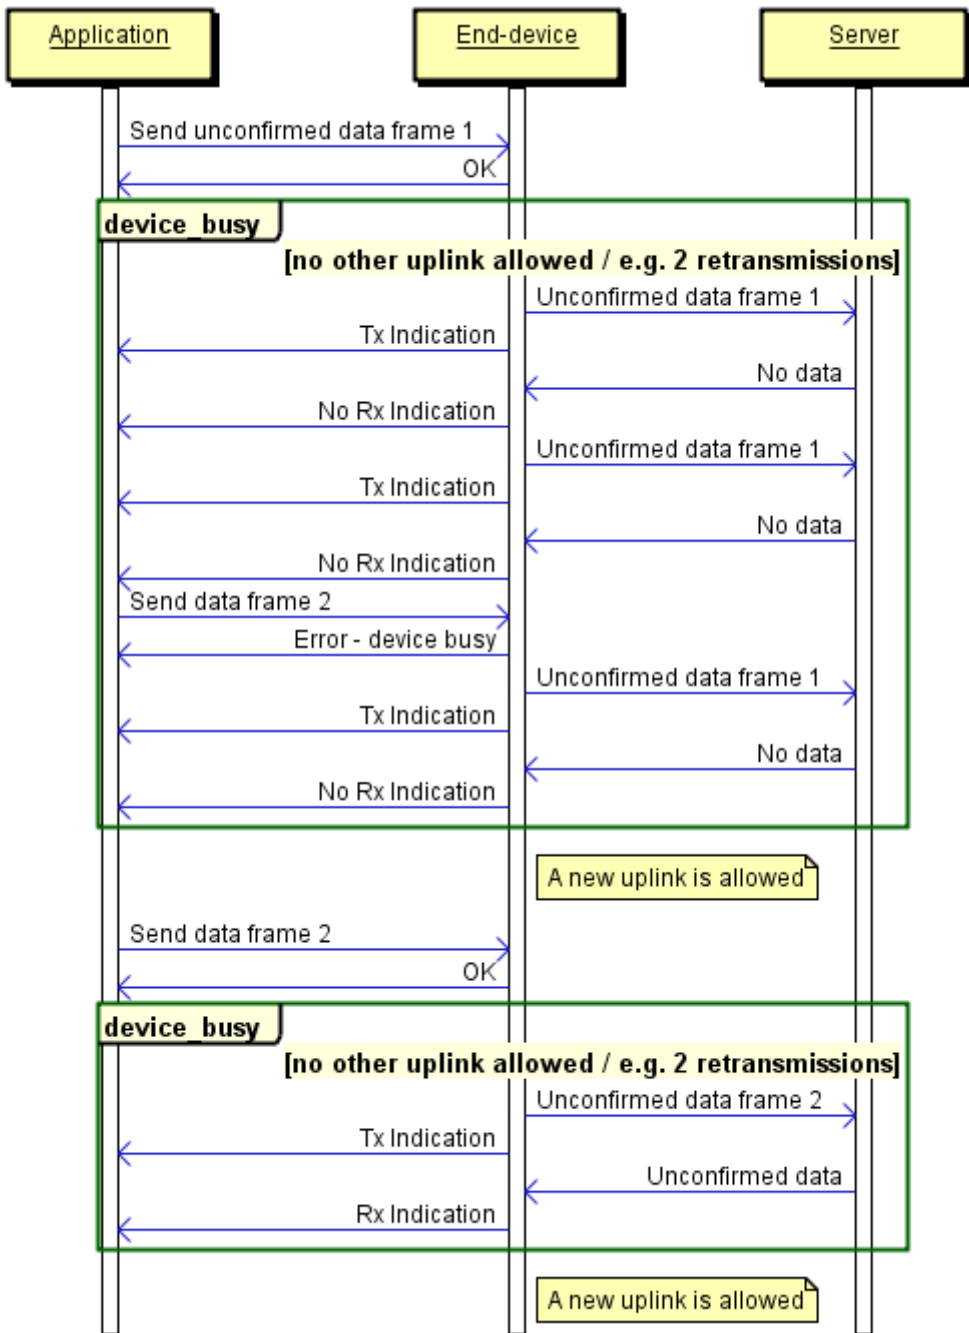 Application
End-device
Server
Send unconfirmed data frame 1
OK
device_busy
[no other uplink allowed / e.g. 2 retransmissions]
Unconfirmed data frame 1
Tx Indication
No data
No Rx Indication
Unconfirmed data frame 1
Tx Indication
No data
No Rx Indication
Send data frame 2
Error - device busy
Unconfirmed data frame 1
Tx Indication
No data
No Rx Indication
A new uplink is allowed
Send data frame 2
OK
device_busy
[no other uplink allowed / e.g. 2 retransmissions]
Unconfirmed data frame 2
Tx Indication
Unconfirmed data
Rx Indication
A new uplink is allowed